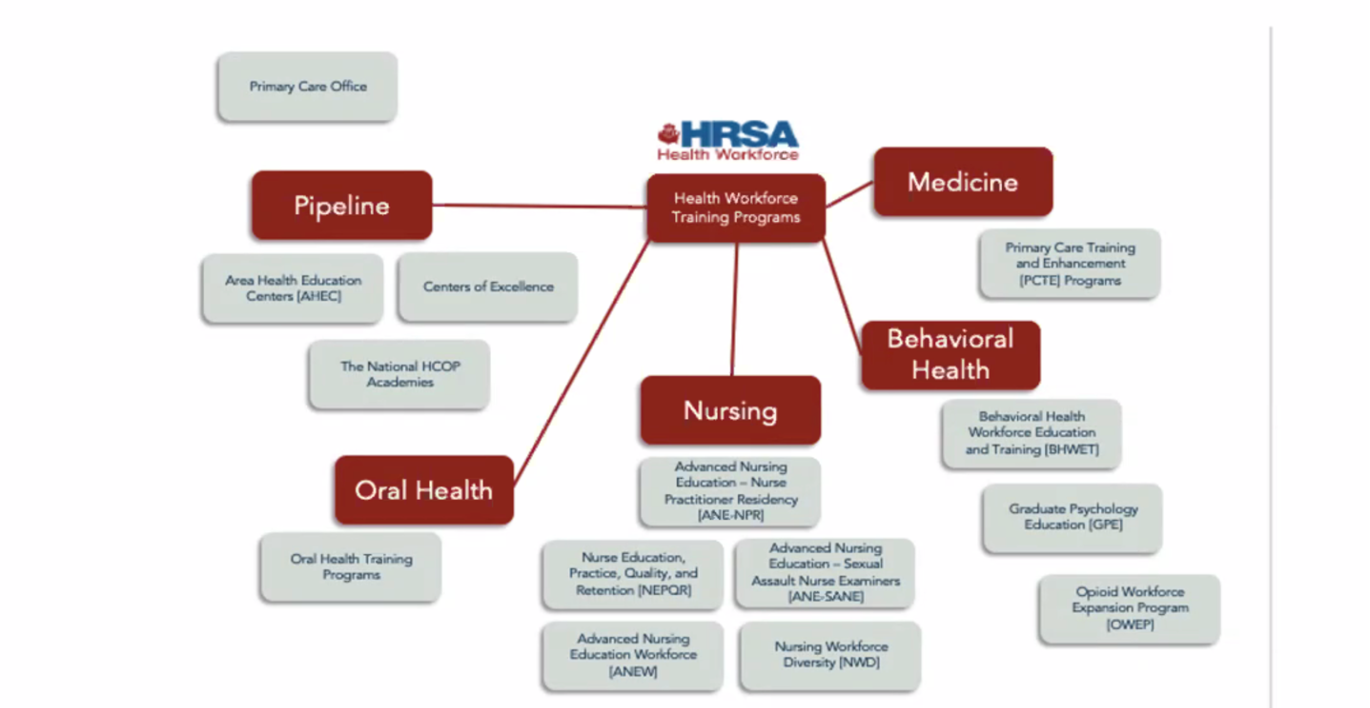 Primary Care Office
HRSA
Health Workforce
Health Workforce
Training Programs
Pipeline
Area Health Education
Centers [AHEC]
Centers of Excellence
The National HCOP
Academies
Oral Health
Oral Health Training
Programs
Nursing
Advanced Nursing
Education – Nurse
Practitioner Residency
[ANE-NPR]
Nurse Education,
Practice, Quality, and
Retention [NEPQR]
Advanced Nursing
Education – Sexual
Assault Nurse Examiners
[ANE-SANE]
Advanced Nursing
Education Workforce
[ANEW]
Nursing Workforce
Diversity [NWD]
Medicine
Primary Care Training
and Enhancement
[PCTE] Programs
Behavioral
Health
Behavioral Health
Workforce Education
and Training [BHWET]
Graduate Psychology
Education [GPE]
Opioid Workforce
Expansion Program
[OWEP]